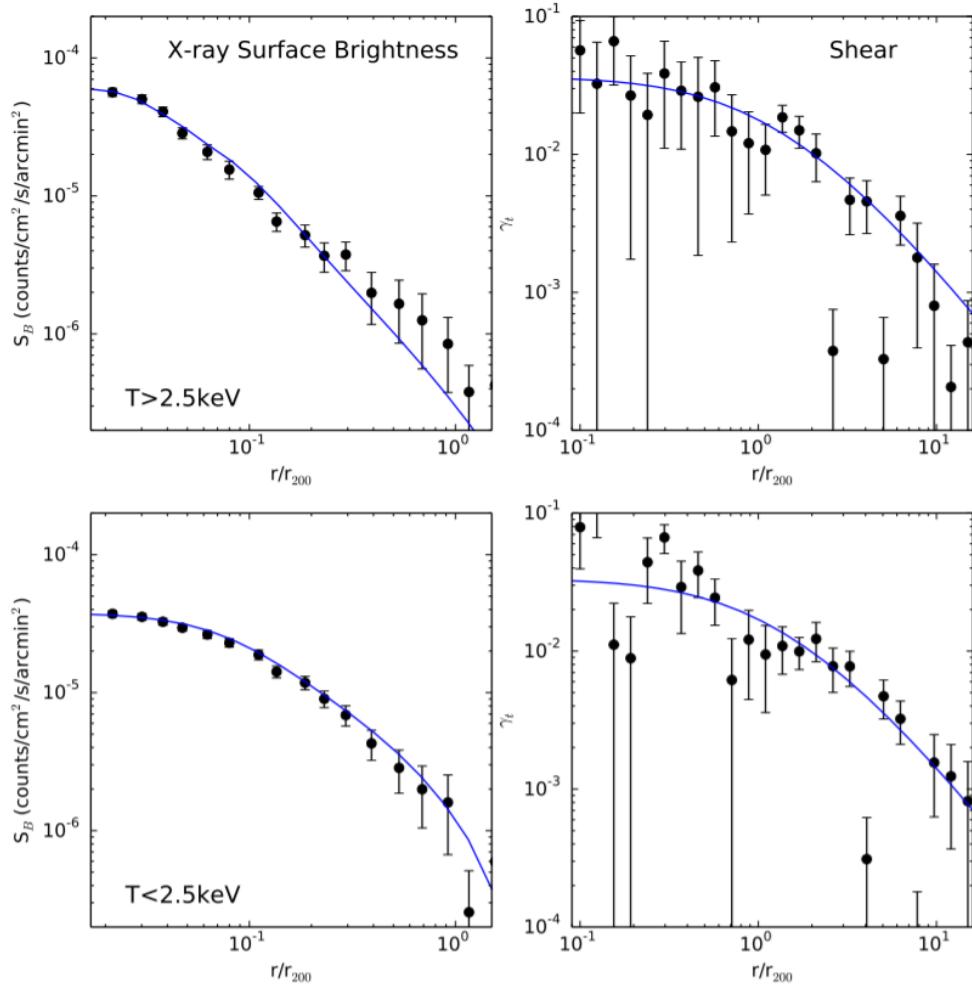 X-ray Surface Brightness
S_B (counts/cm²/s/arcmin²)
10⁻⁴
10⁻⁵
10⁻⁶
T>2.5keV
10⁻¹
10⁰
r/r₂₀₀
Shear
γ_t
10⁻¹
10⁻²
10⁻³
10⁻⁴
10⁻¹
10⁰
10¹
r/r₂₀₀
S_B (counts/cm²/s/arcmin²)
10⁻⁴
10⁻⁵
10⁻⁶
T<2.5keV
10⁻¹
10⁰
r/r₂₀₀
γ_t
10⁻¹
10⁻²
10⁻³
10⁻⁴
10⁻¹
10⁰
10¹
r/r₂₀₀